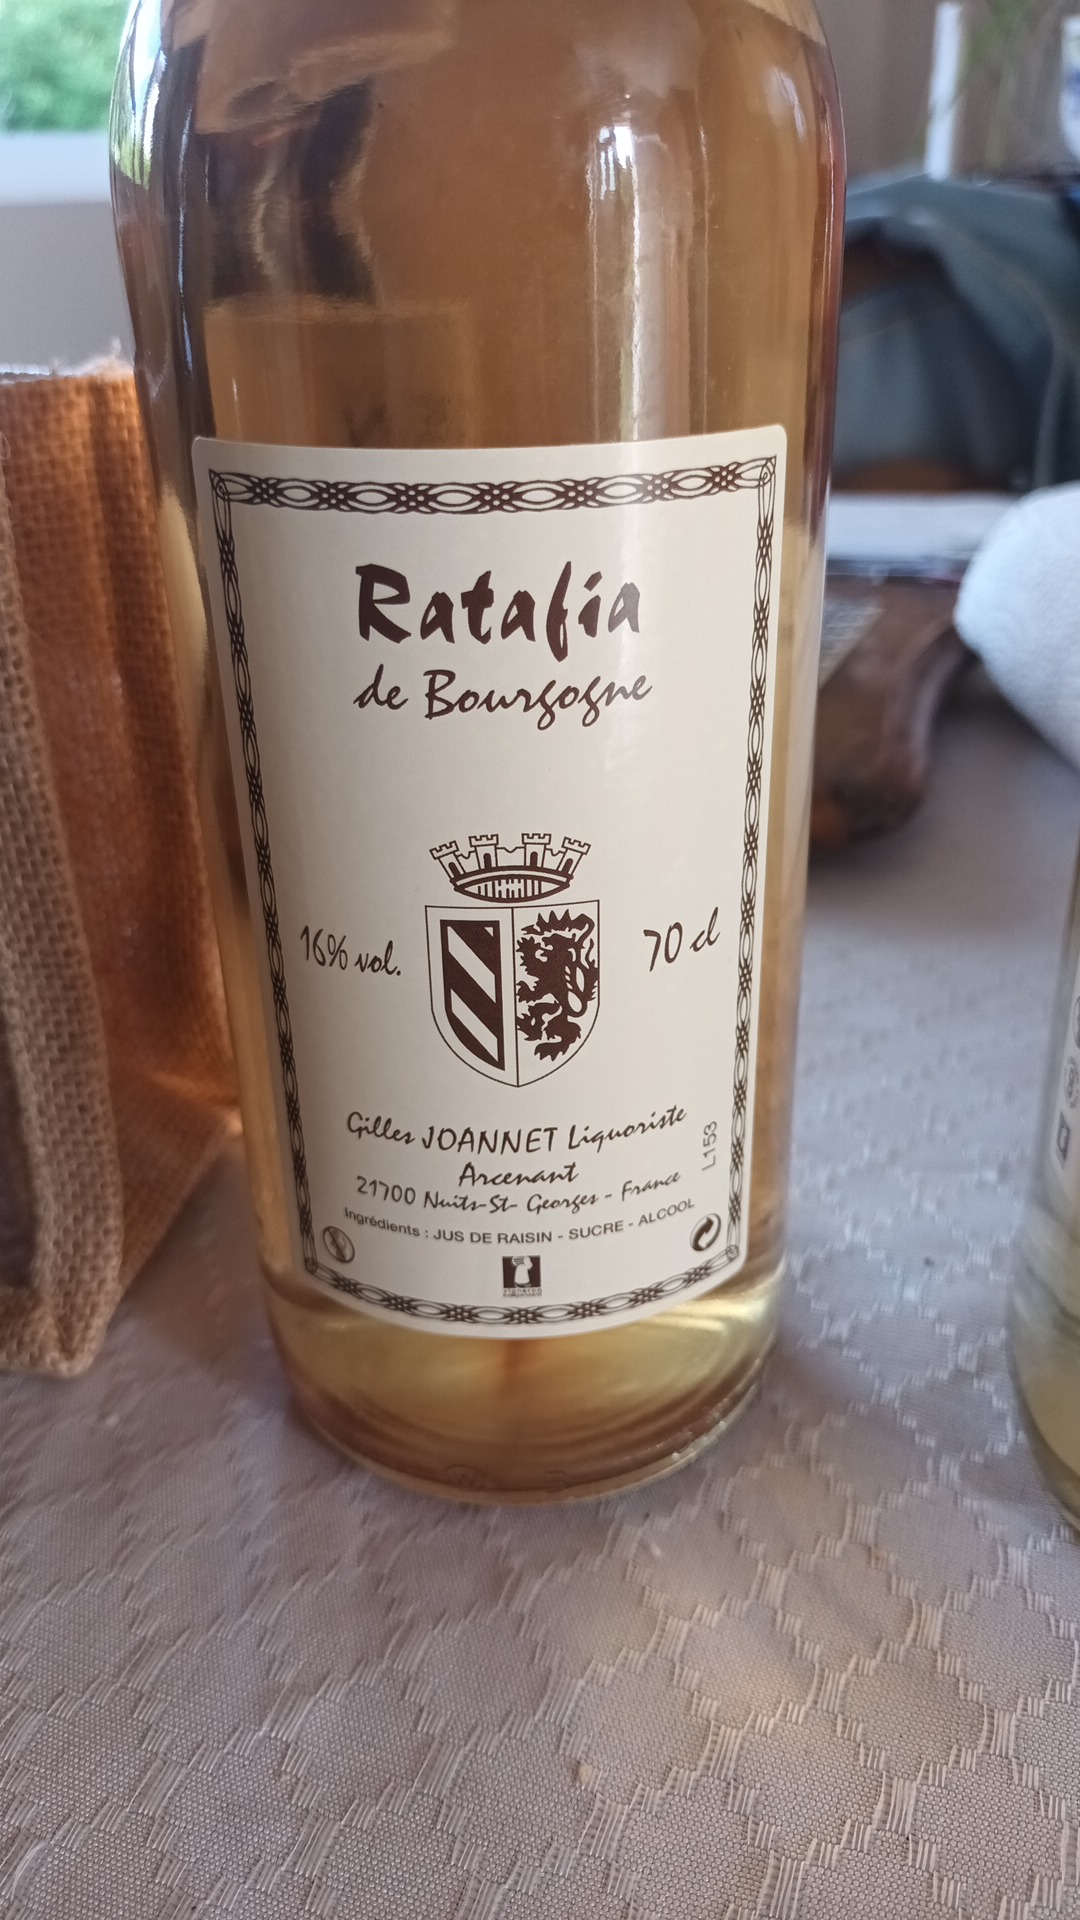 Ratafia
de Bourgogne
16% vol.
70 cl
Gilles JOANNET Liquoriste
Arcenant
21700 Nuits-St-Georges - France
L153
Ingrédients : JUS DE RAISIN - SUCRE - ALCOOL